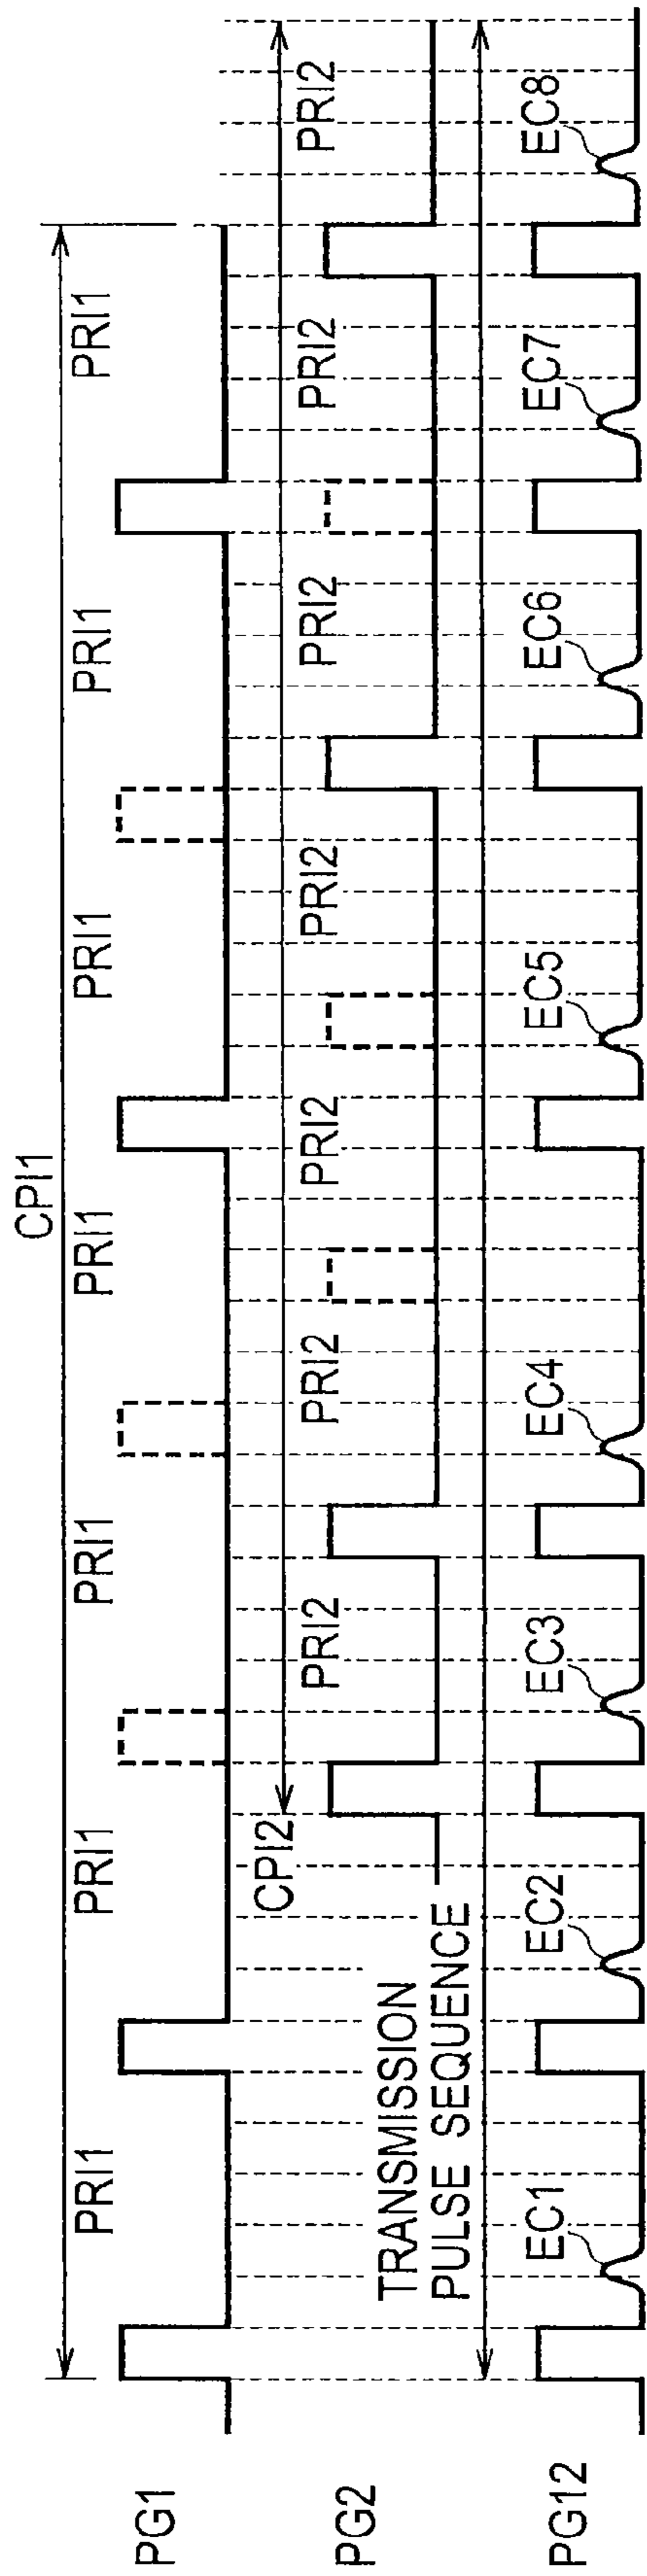 CPI1
PRI1 PRI1 PRI1 PRI1 PRI1 PRI1 PRI1
PG1
CPI2
PRI2 PRI2 PRI2 PRI2 PRI2 PRI2 PRI2
PG2
TRANSMISSION
PULSE SEQUENCE
EC1 EC2 EC3 EC4 EC5 EC6 EC7 EC8
PG12